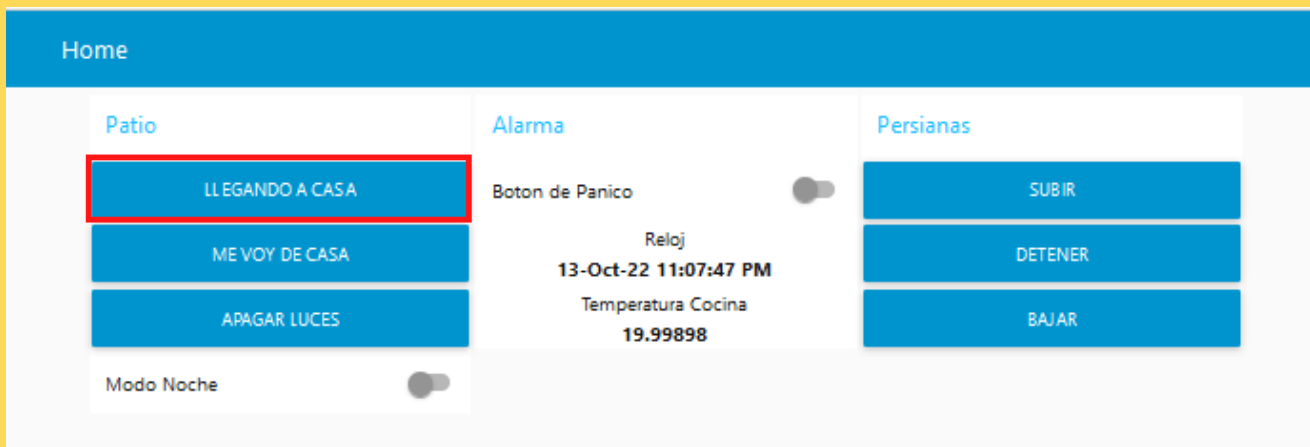 Home
Patio
LLEGANDO A CASA
ME VOY DE CASA
APAGAR LUCES
Modo Noche
Alarma
Boton de Panico
Reloj
13-Oct-22 11:07:47 PM
Temperatura Cocina
19.99898
Persianas
SUBIR
DETENER
BAJAR